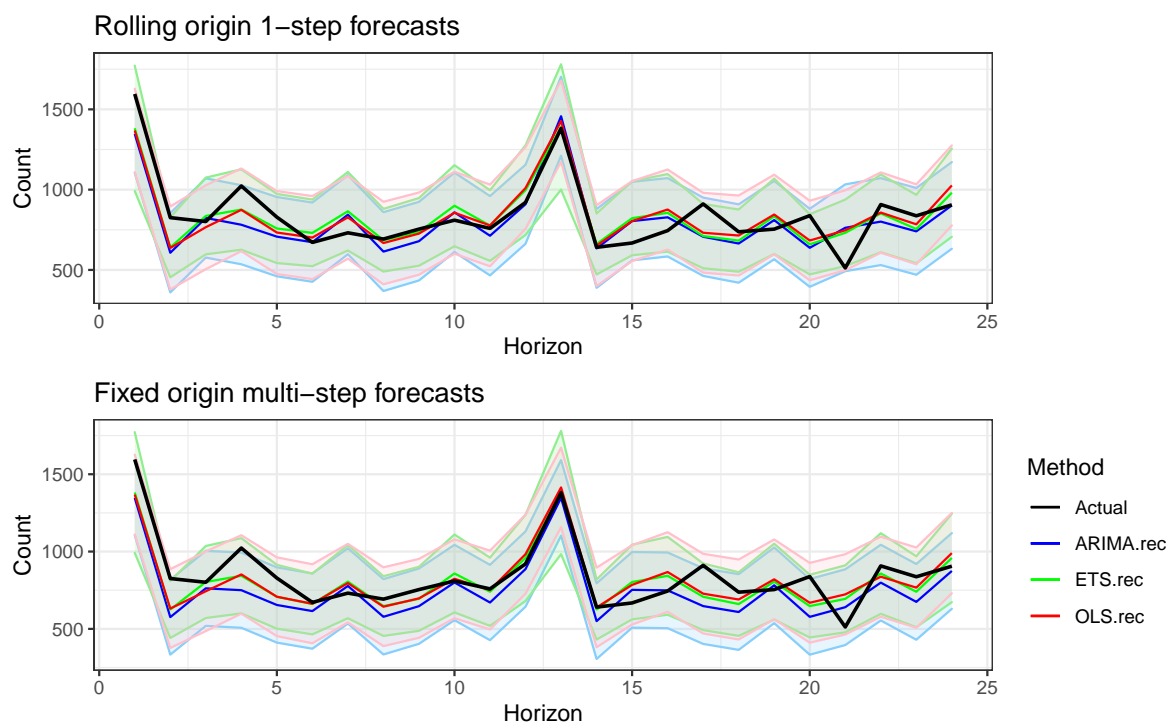 Rolling origin 1−step forecasts
Count
1500
1000
500
0
5
10
15
20
25
Horizon
Fixed origin multi−step forecasts
Count
1500
1000
500
0
5
10
15
20
25
Horizon
Method
Actual
ARIMA.rec
ETS.rec
OLS.rec